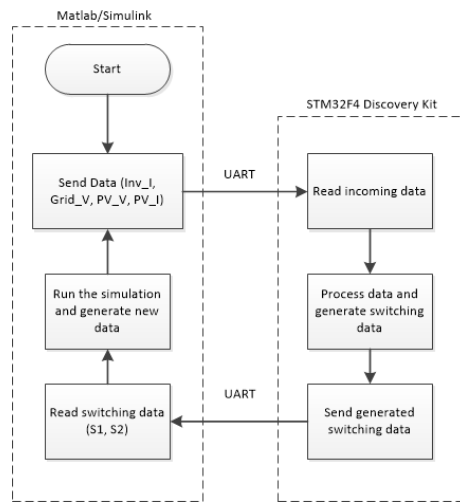 Matlab/Simulink
Start
STM32F4 Discovery Kit
Send Data (Inv_I,
Grid_V, PV_V, PV_I)
UART
Read incoming data
Run the simulation
and generate new
data
Process data and
generate switching
data
Read switching data
(S1, S2)
UART
Send generated
switching data